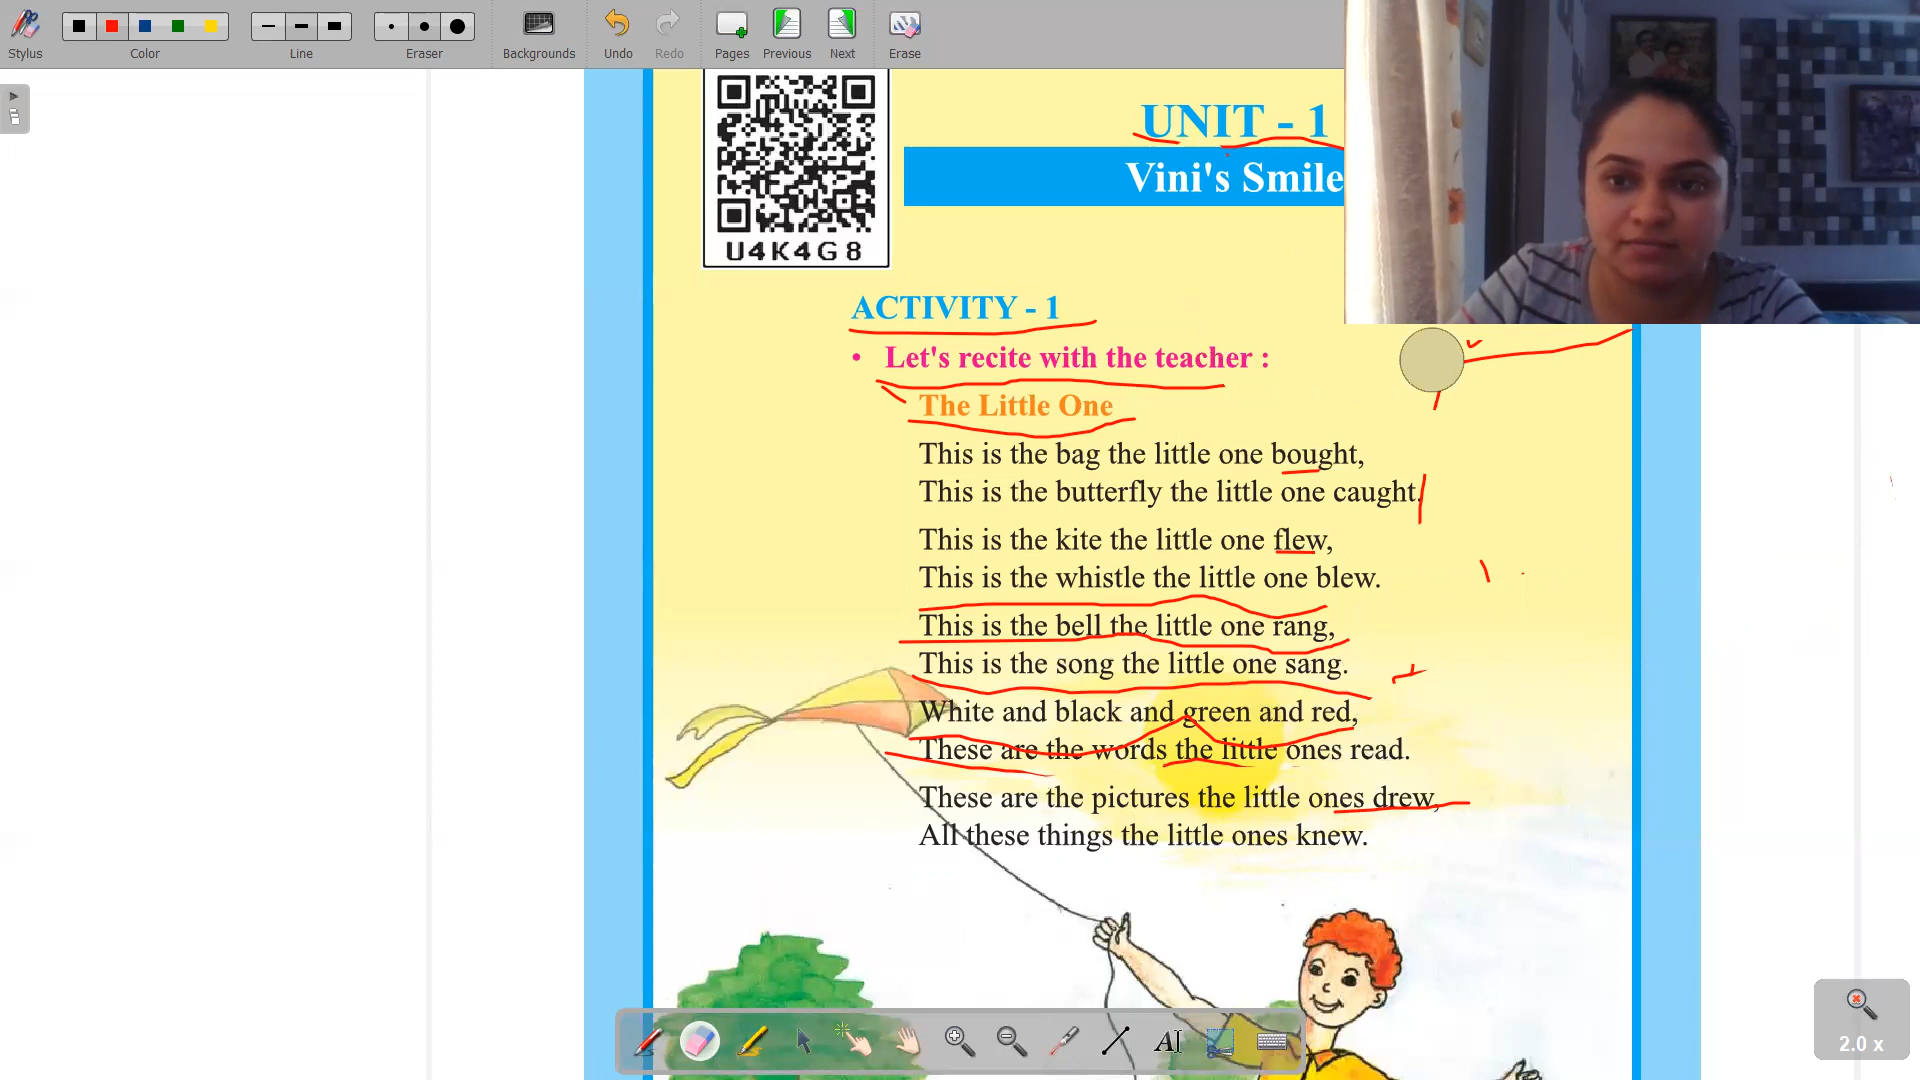 Stylus
Color
Line
Eraser
Backgrounds
Undo
Redo
Pages
Previous
Next
Erase
U4K4G8
UNIT - 1
Vini's Smile
ACTIVITY - 1
• Let's recite with the teacher :
The Little One
This is the bag the little one bought,
This is the butterfly the little one caught.
This is the kite the little one flew,
This is the whistle the little one blew.
This is the bell the little one rang,
This is the song the little one sang.
White and black and green and red,
These are the words the little ones read.
These are the pictures the little ones drew,
All these things the little ones knew.
2.0 x